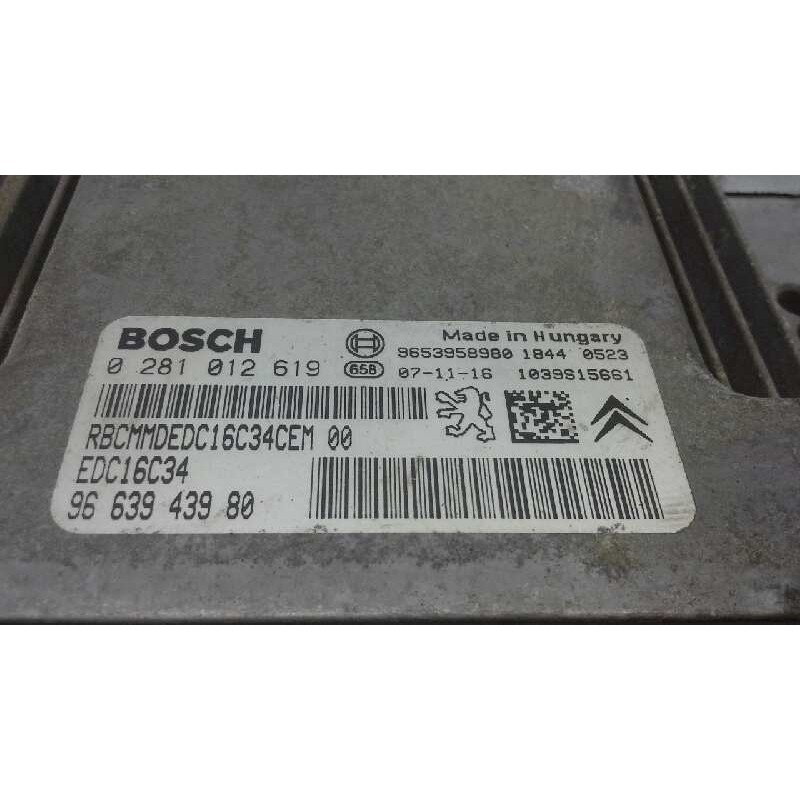 BOSCH
Made in Hungary
0 281 012 619
9653958980 1844 0523
658 07-11-16 1039S15661
RBCMMDEDC16C34CEM 00
EDC16C34
96 639 439 80